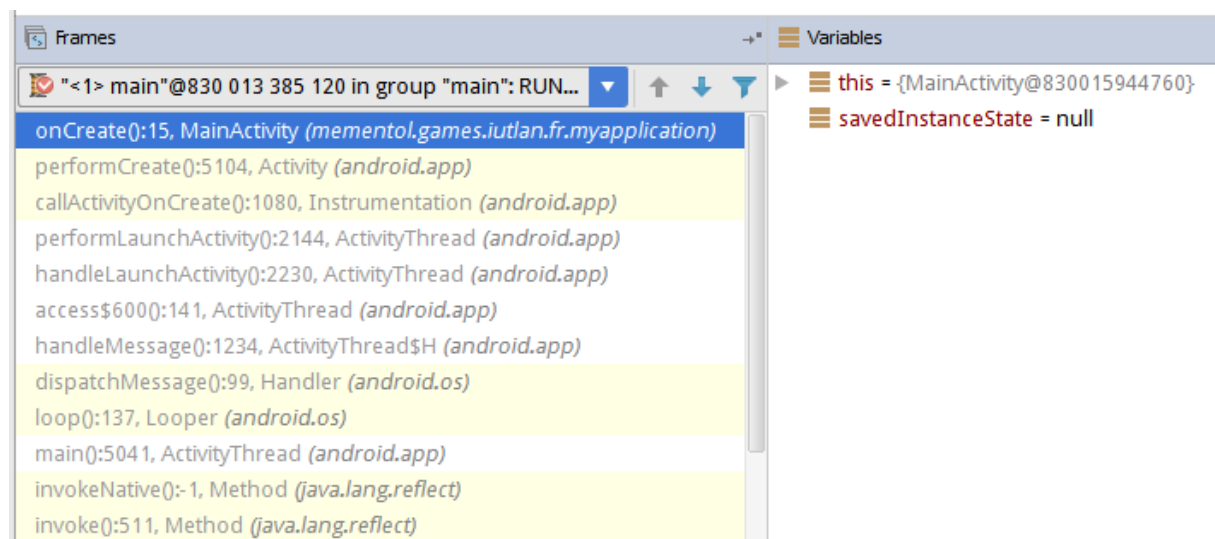 Frames
"<1> main"@830 013 385 120 in group "main": RUN...
onCreate():15, MainActivity (mementol.games.iutlan.fr.myapplication)
performCreate():5104, Activity (android.app)
callActivityOnCreate():1080, Instrumentation (android.app)
performLaunchActivity():2144, ActivityThread (android.app)
handleLaunchActivity():2230, ActivityThread (android.app)
access$600():141, ActivityThread (android.app)
handleMessage():1234, ActivityThread$H (android.app)
dispatchMessage():99, Handler (android.os)
loop():137, Looper (android.os)
main():5041, ActivityThread (android.app)
invokeNative():-1, Method (java.lang.reflect)
invoke():511, Method (java.lang.reflect)
Variables
this = {MainActivity@830015944760}
savedInstanceState = null